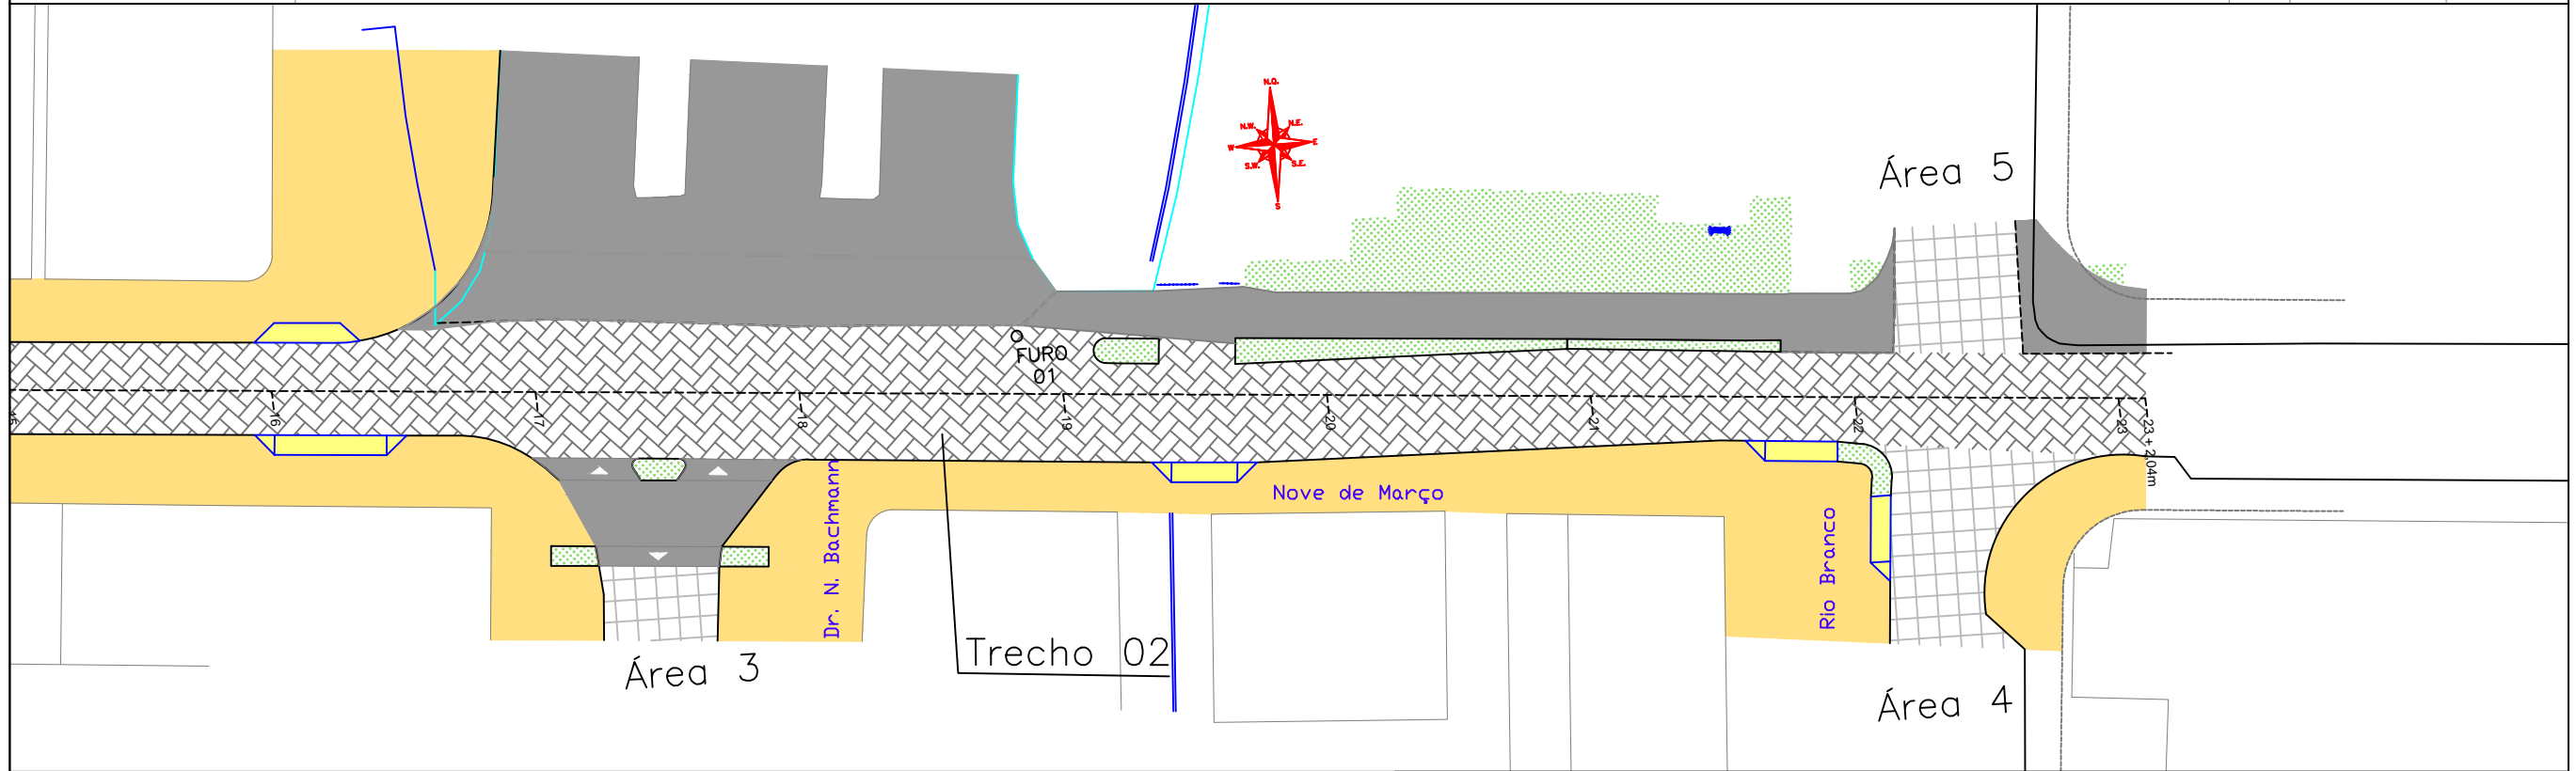 N.O.
N.W.
N.E.
W
E
S.W.
S.E.
S
Área 5
FURO
01
15
16
17
18
19
20
21
22
23
23 + 2,04m
Nove de Março
Dr. N. Bachmann
Rio Branco
Trecho 02
Área 3
Área 4